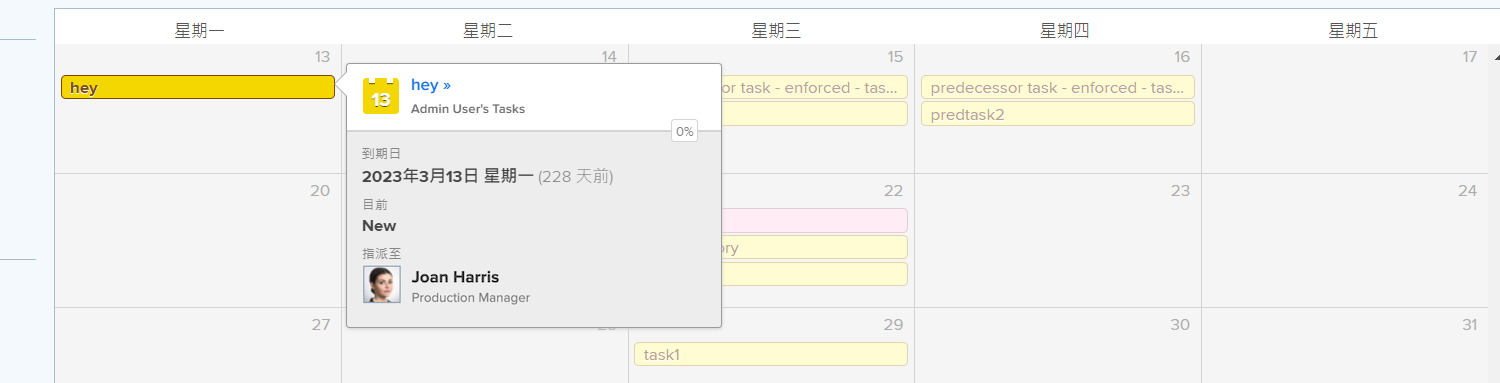 星期一 星期二 星期三 星期四 星期五
13 14 15 16 17
hey
13
hey »
Admin User's Tasks
0%
or task - enforced - tas...
predecessor task - enforced - tas...
predtask2
到期日
2023年3月13日 星期一 (228 天前)
目前
New
指派至
Joan Harris
Production Manager
20 22 23 24
27 29 30 31
task1